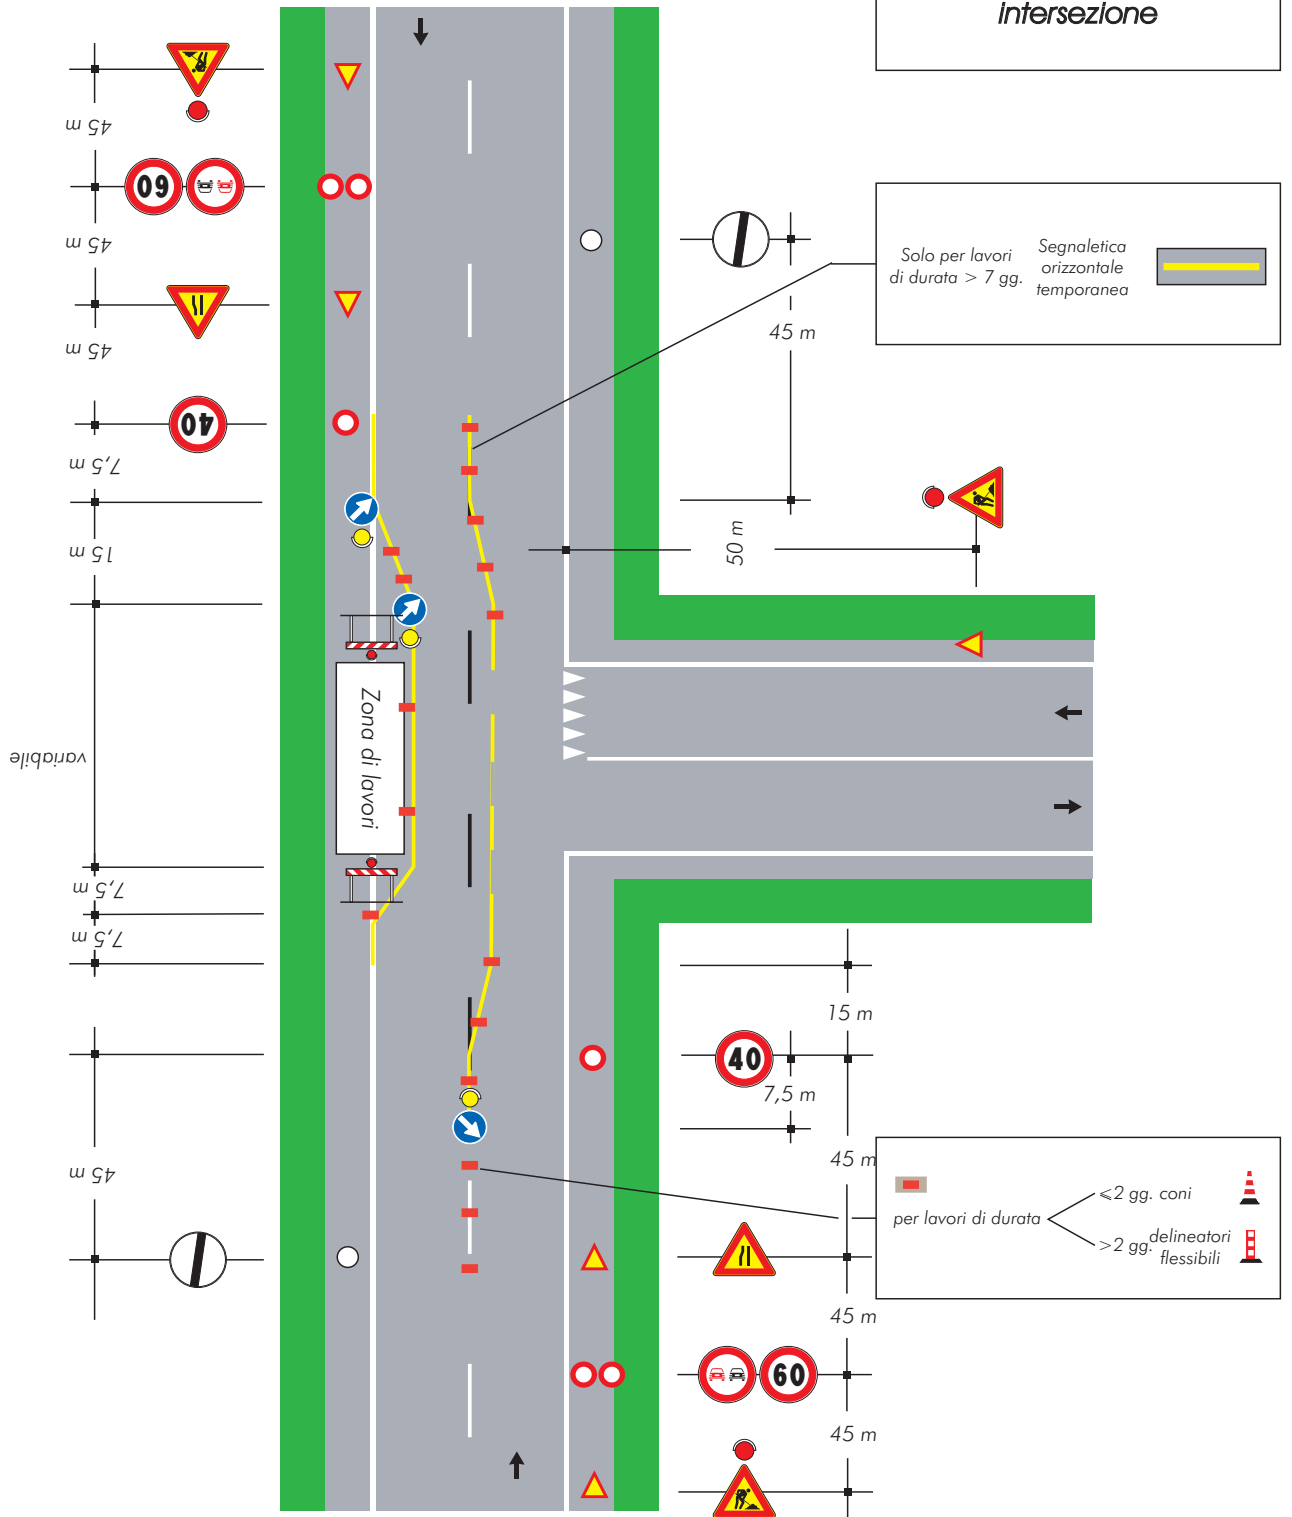 intersezione
45 m
60
45 m
45 m
40
7,5 m
15 m
variabile
7,5 m
7,5 m
45 m
Zona di lavori
45 m
50 m
Solo per lavori
di durata > 7 gg.
Segnaletica
orizzontale
temporanea
15 m
40
7,5 m
45 m
45 m
60
45 m
per lavori di durata
⩽2 gg. coni
>2 gg. delineatori
flessibili